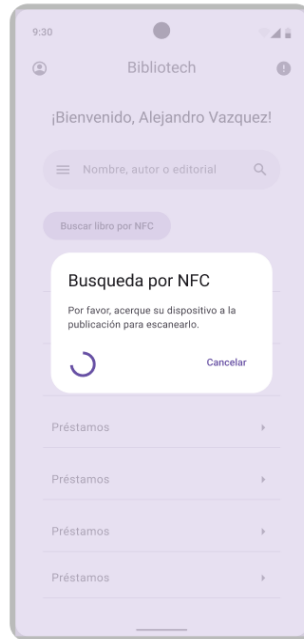 9:30
Bibliotech
¡Bienvenido, Alejandro Vazquez!
Nombre, autor o editorial
Buscar libro por NFC
Busqueda por NFC
Por favor, acerque su dispositivo a la
publicación para escanearlo.
Cancelar
Préstamos
Préstamos
Préstamos
Préstamos